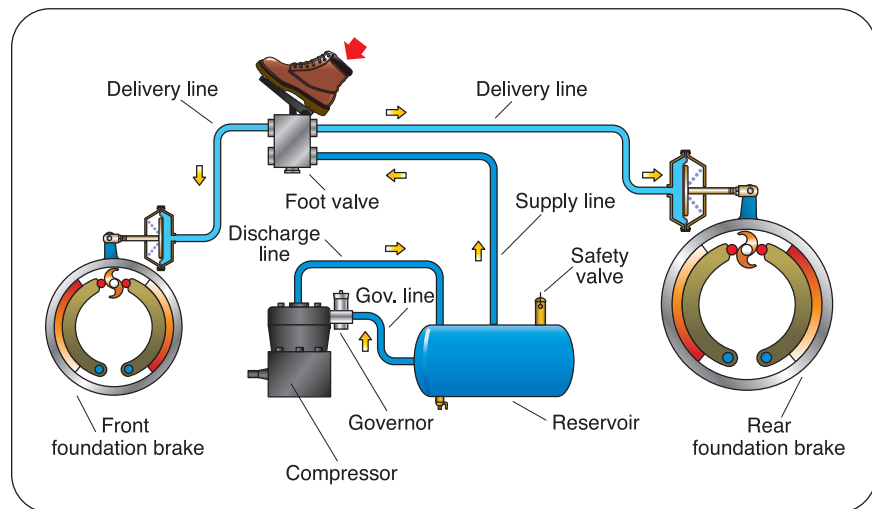 Delivery line
Delivery line
Foot valve
Supply line
Discharge
line
Safety
valve
Gov. line
Front
foundation brake
Governor
Reservoir
Rear
foundation brake
Compressor